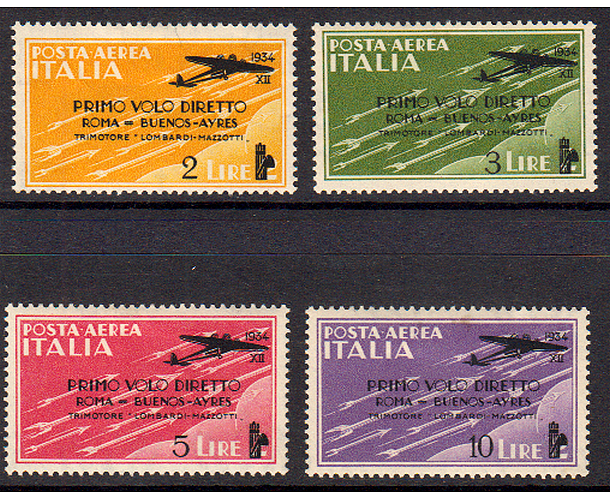 POSTA-AEREA
ITALIA
1934
XII
PRIMO VOLO DIRETTO
ROMA = BUENOS-AYRES
TRIMOTORE "LOMBARDI-MAZZOTTI"
2 LIRE
POSTA-AEREA
ITALIA
1934
XII
PRIMO VOLO DIRETTO
ROMA = BUENOS-AYRES
TRIMOTORE "LOMBARDI-MAZZOTTI"
3 LIRE
POSTA-AEREA
ITALIA
1934
XII
PRIMO VOLO DIRETTO
ROMA = BUENOS-AYRES
TRIMOTORE "LOMBARDI-MAZZOTTI"
5 LIRE
POSTA-AEREA
ITALIA
1934
XII
PRIMO VOLO DIRETTO
ROMA = BUENOS-AYRES
TRIMOTORE "LOMBARDI-MAZZOTTI"
10 LIRE